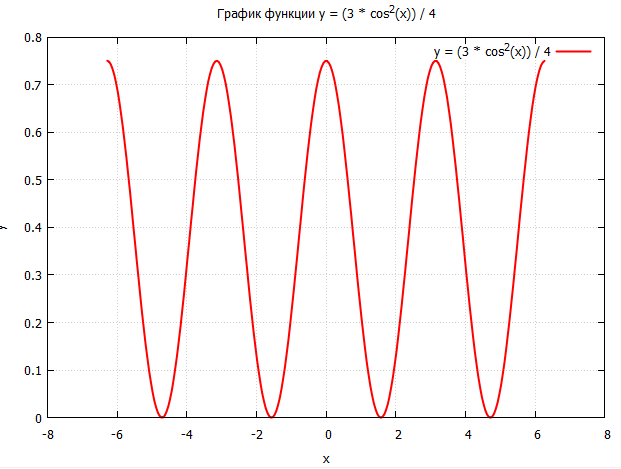 График функции y = (3 * cos²(x)) / 4
y = (3 * cos²(x)) / 4
0.8
0.7
0.6
0.5
0.4
0.3
0.2
0.1
0
y
-8 -6 -4 -2 0 2 4 6 8
x